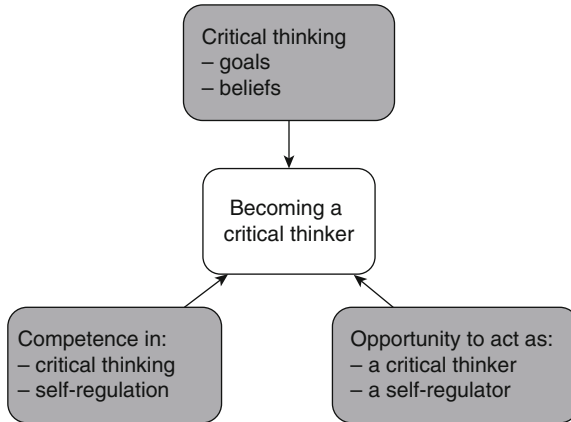 Critical thinking
– goals
– beliefs
Becoming a
critical thinker
Competence in:
– critical thinking
– self-regulation
Opportunity to act as:
– a critical thinker
– a self-regulator